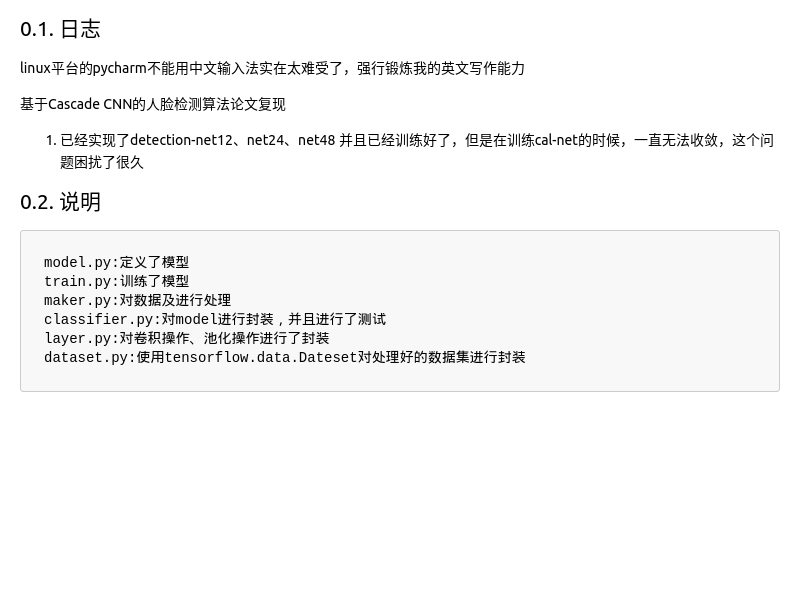 0.1. 日志
linux平台的pycharm不能用中文输入法实在太难受了，强行锻炼我的英文写作能力
基于Cascade CNN的人脸检测算法论文复现
1. 已经实现了detection-net12、net24、net48 并且已经训练好了，但是在训练cal-net的时候，一直无法收敛，这个问
题困扰了很久
0.2. 说明
model.py:定义了模型
train.py:训练了模型
maker.py:对数据及进行处理
classifier.py:对model进行封装，并且进行了测试
layer.py:对卷积操作、池化操作进行了封装
dataset.py:使用tensorflow.data.Dateset对处理好的数据集进行封装